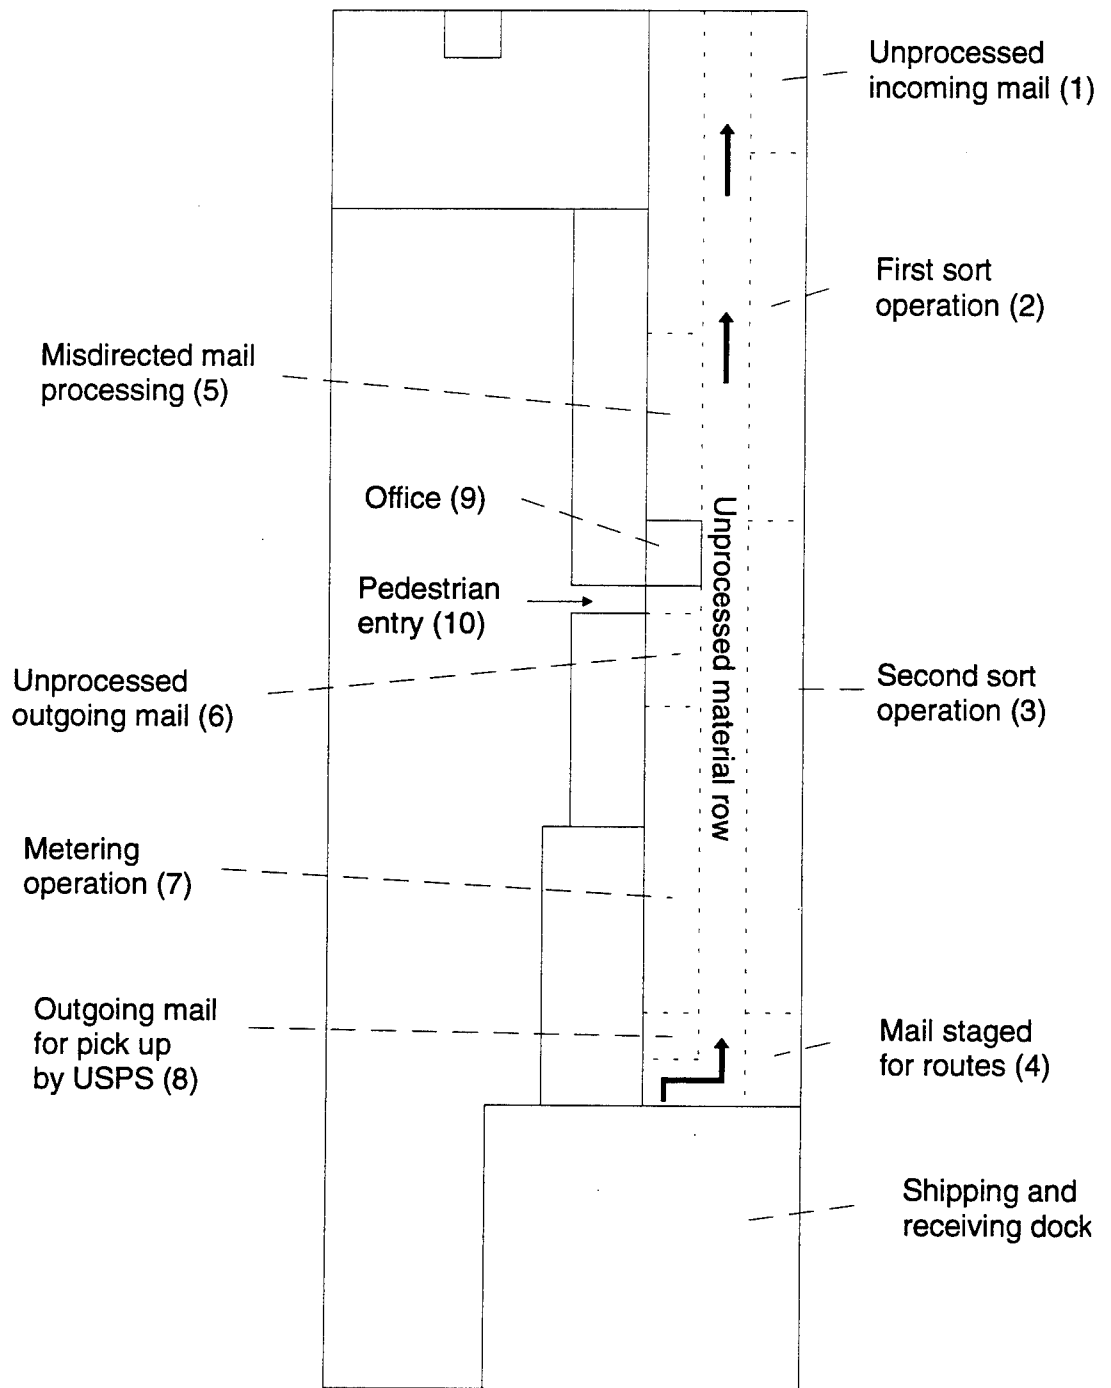 Unprocessed
incoming mail (1)
First sort
operation (2)
Misdirected mail
processing (5)
Office (9)
Pedestrian
entry (10)
Unprocessed material row
Unprocessed
outgoing mail (6)
Second sort
operation (3)
Metering
operation (7)
Outgoing mail
for pick up
by USPS (8)
Mail staged
for routes (4)
Shipping and
receiving dock